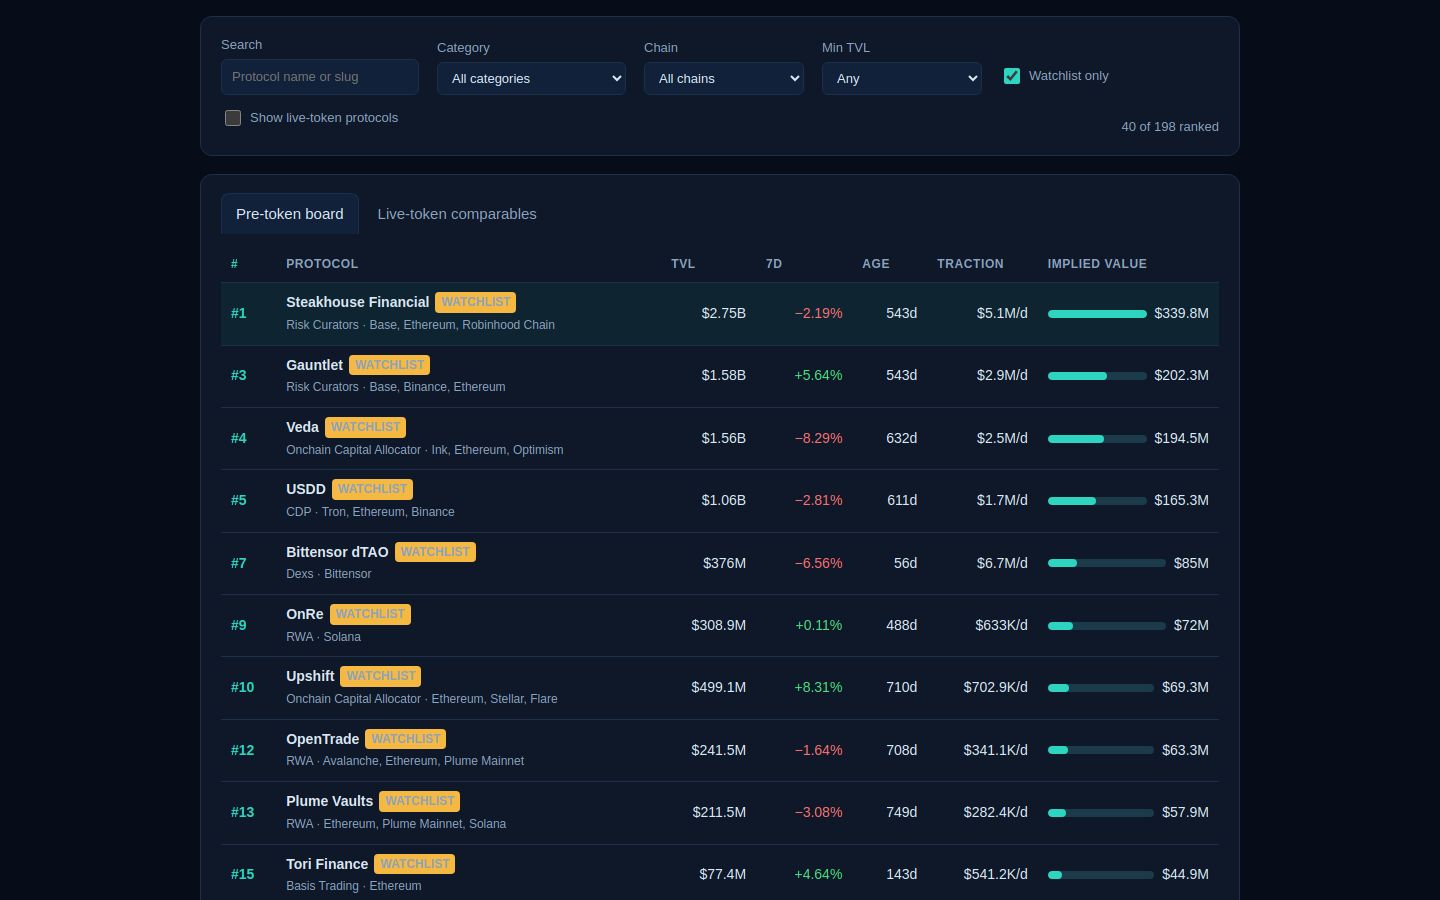 Search
Category
Chain
Min TVL
Protocol name or slug
All categories
All chains
Any
Watchlist only
Show live-token protocols
40 of 198 ranked
Pre-token board
Live-token comparables
# PROTOCOL TVL 7D AGE TRACTION IMPLIED VALUE
#1 Steakhouse Financial WATCHLIST $2.75B −2.19% 543d $5.1M/d $339.8M
Risk Curators · Base, Ethereum, Robinhood Chain
#3 Gauntlet WATCHLIST $1.58B +5.64% 543d $2.9M/d $202.3M
Risk Curators · Base, Binance, Ethereum
#4 Veda WATCHLIST $1.56B −8.29% 632d $2.5M/d $194.5M
Onchain Capital Allocator · Ink, Ethereum, Optimism
#5 USDD WATCHLIST $1.06B −2.81% 611d $1.7M/d $165.3M
CDP · Tron, Ethereum, Binance
#7 Bittensor dTAO WATCHLIST $376M −6.56% 56d $6.7M/d $85M
Dexs · Bittensor
#9 OnRe WATCHLIST $308.9M +0.11% 488d $633K/d $72M
RWA · Solana
#10 Upshift WATCHLIST $499.1M +8.31% 710d $702.9K/d $69.3M
Onchain Capital Allocator · Ethereum, Stellar, Flare
#12 OpenTrade WATCHLIST $241.5M −1.64% 708d $341.1K/d $63.3M
RWA · Avalanche, Ethereum, Plume Mainnet
#13 Plume Vaults WATCHLIST $211.5M −3.08% 749d $282.4K/d $57.9M
RWA · Ethereum, Plume Mainnet, Solana
#15 Tori Finance WATCHLIST $77.4M +4.64% 143d $541.2K/d $44.9M
Basis Trading · Ethereum